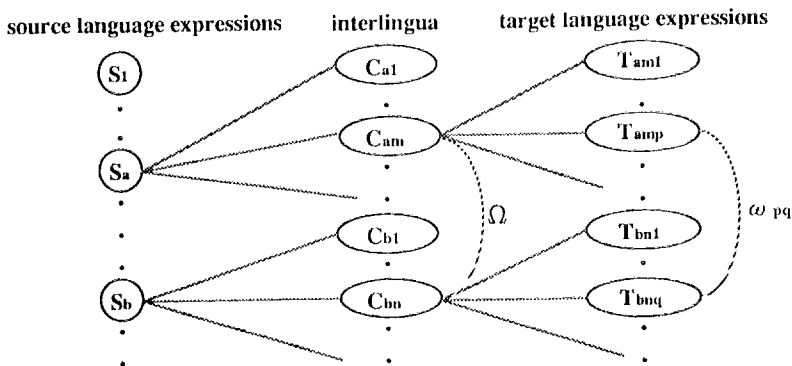 source language expressions interlingua target language expressions
S1 Ca1 Tam1
Sa Cam Tamp
Ω ω pq
Cb1 Tbn1
Sb Cbn Tbnq